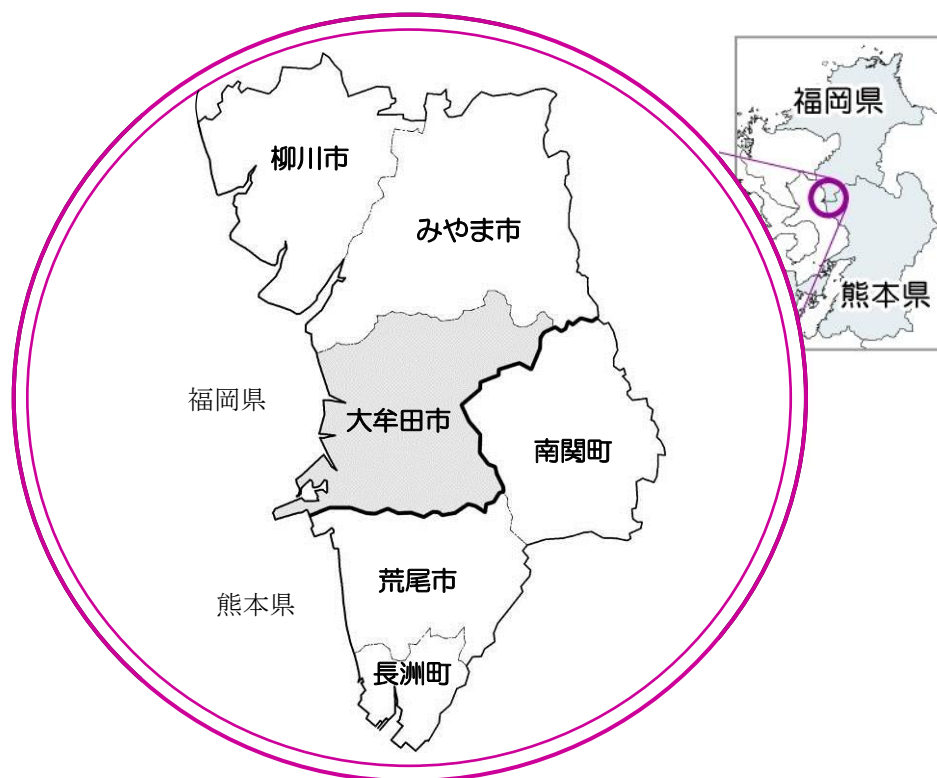 福岡県
柳川市
みやま市
熊本県
福岡県
大牟田市
南関町
荒尾市
熊本県
長洲町